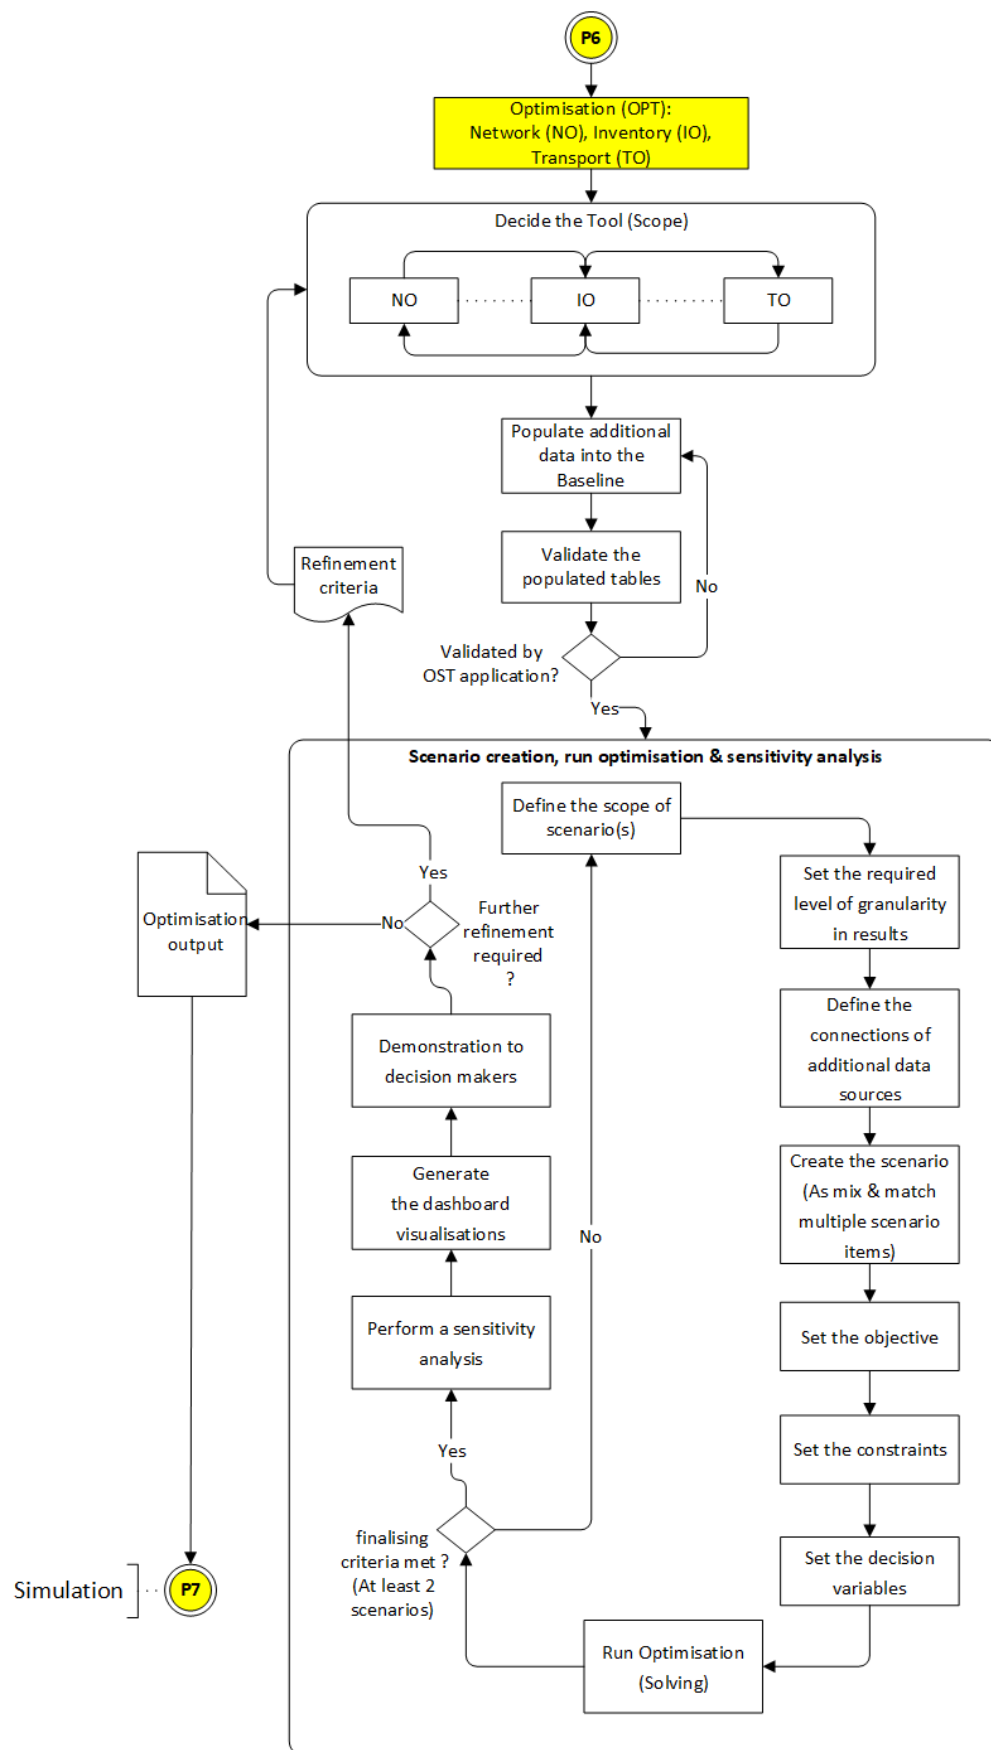 P6
Optimisation (OPT):
Network (NO), Inventory (IO),
Transport (TO)
Decide the Tool (Scope)
NO
IO
TO
Populate additional
data into the
Baseline
Validate the
populated tables
No
Refinement
criteria
Validated by
OST application?
Yes
Scenario creation, run optimisation & sensitivity analysis
Define the scope of
scenario(s)
Set the required
level of granularity
in results
Define the
connections of
additional data
sources
Create the scenario
(As mix & match
multiple scenario
items)
Set the objective
Set the constraints
Set the decision
variables
Run Optimisation
(Solving)
finalising
criteria met ?
(At least 2
scenarios)
No
Yes
Perform a sensitivity
analysis
Generate
the dashboard
visualisations
Demonstration to
decision makers
Further
refinement
required
?
Yes
No
Optimisation
output
Simulation
P7